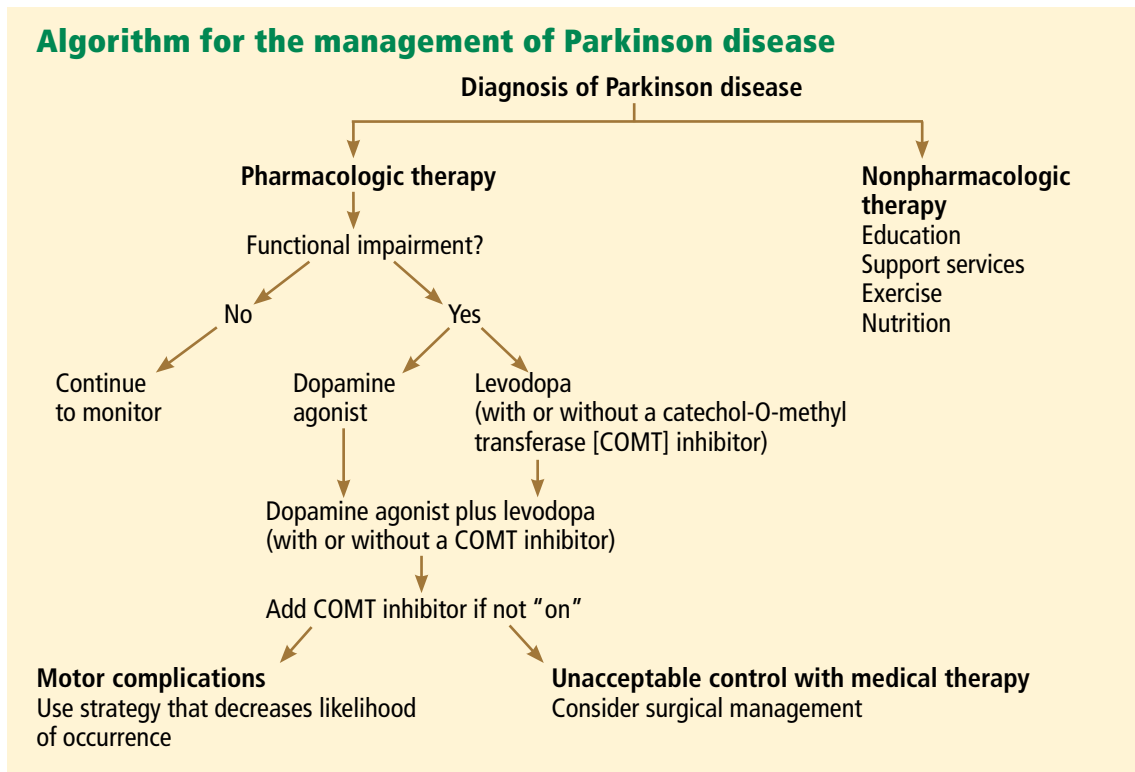 Algorithm for the management of Parkinson disease
Diagnosis of Parkinson disease
Pharmacologic therapy
Nonpharmacologic
therapy
Education
Support services
Exercise
Nutrition
Functional impairment?
No
Yes
Continue
to monitor
Dopamine
agonist
Levodopa
(with or without a catechol-O-methyl
transferase [COMT] inhibitor)
Dopamine agonist plus levodopa
(with or without a COMT inhibitor)
Add COMT inhibitor if not “on”
Motor complications
Use strategy that decreases likelihood
of occurrence
Unacceptable control with medical therapy
Consider surgical management